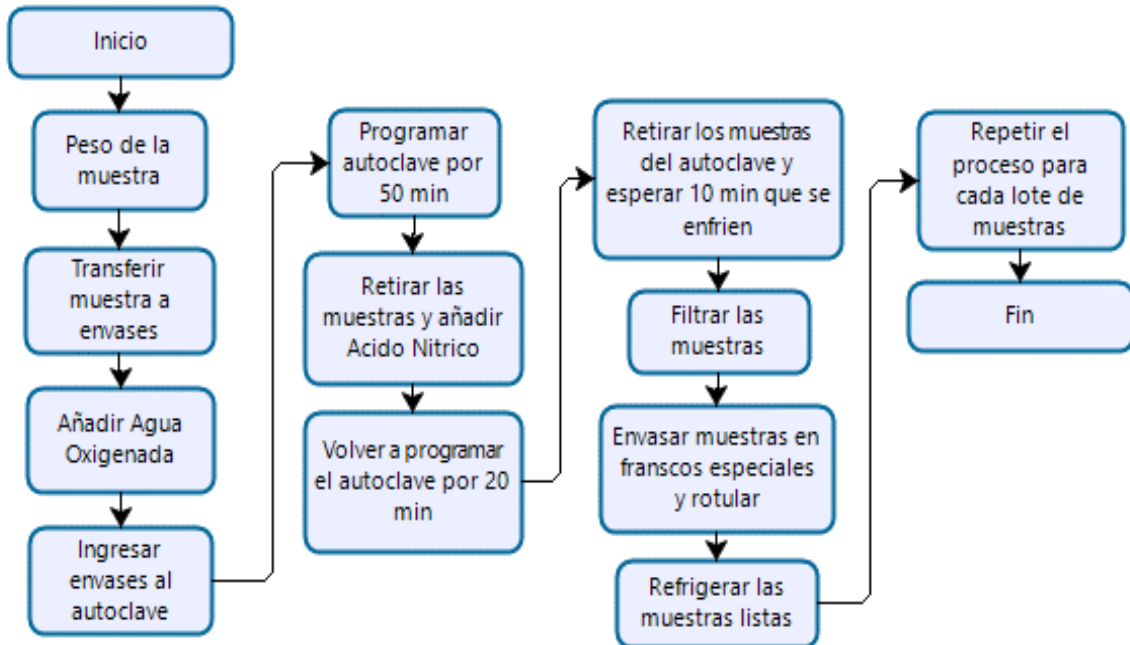 Inicio
Peso de la
muestra
Transferir
muestra a
envases
Añadir Agua
Oxigenada
Ingresar
envases al
autoclave
Programar
autoclave por
50 min
Retirar las
muestras y añadir
Acido Nitrico
Volver a programar
el autoclave por 20
min
Retirar los muestras
del autoclave y
esperar 10 min que se
enfrien
Filtrar las
muestras
Envasar muestras en
franscos especiales
y rotular
Refrigerar las
muestras listas
Repetir el
proceso para
cada lote de
muestras
Fin